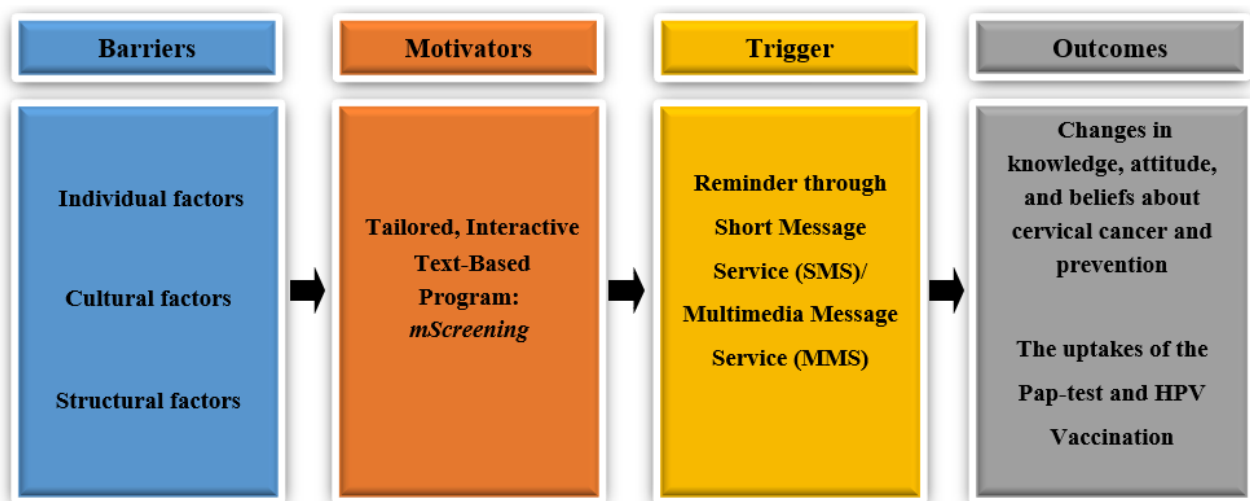 Barriers
Motivators
Trigger
Outcomes
Individual factors
Cultural factors
Structural factors
Tailored, Interactive
Text-Based
Program:
mScreening
Reminder through
Short Message
Service (SMS)/
Multimedia Message
Service (MMS)
Changes in
knowledge, attitude,
and beliefs about
cervical cancer and
prevention
The uptakes of the
Pap-test and HPV
Vaccination